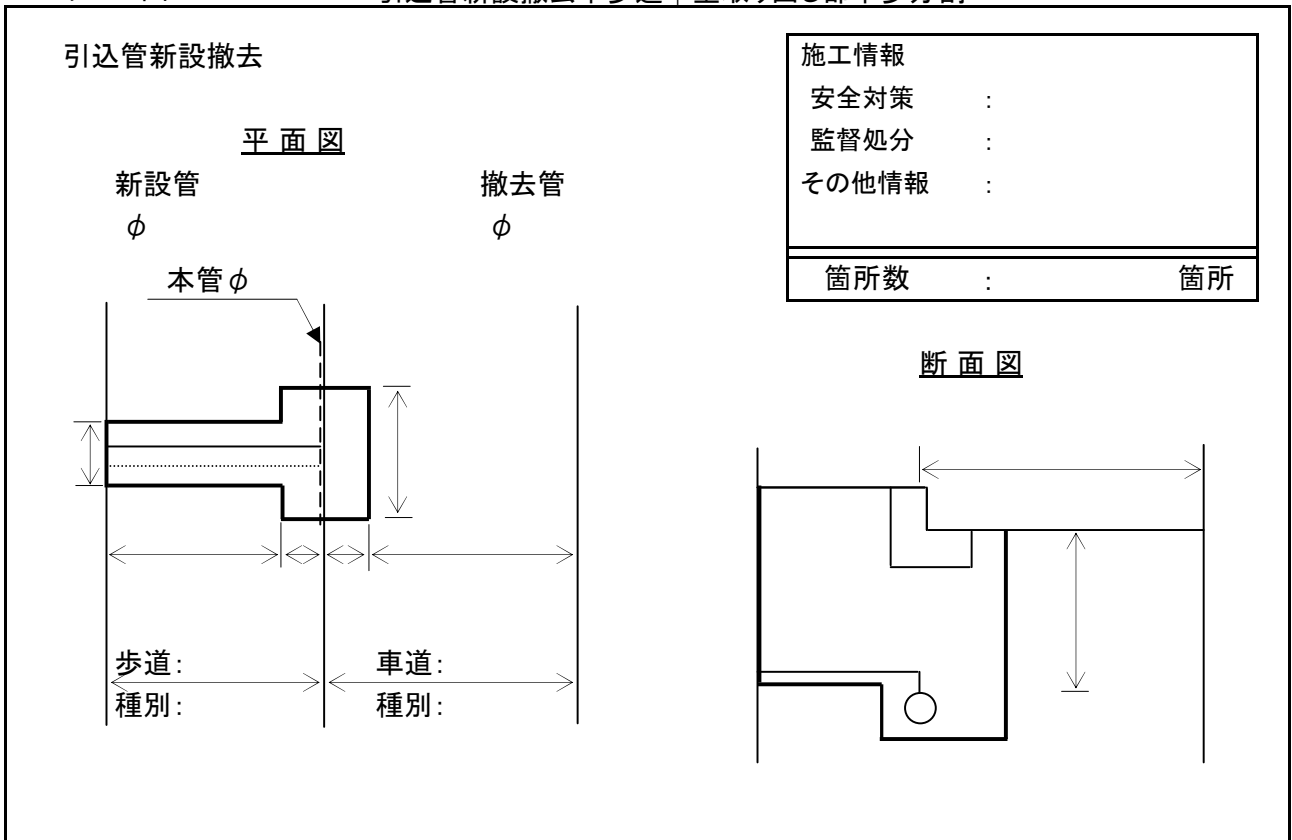 引込管新設撤去
施工情報
安全対策 :
監督処分 :
その他情報 :
箇所数 : 箇所
平 面 図
新設管 撤去管
φ φ
本管φ
断 面 図
歩道: 車道:
種別: 種別: